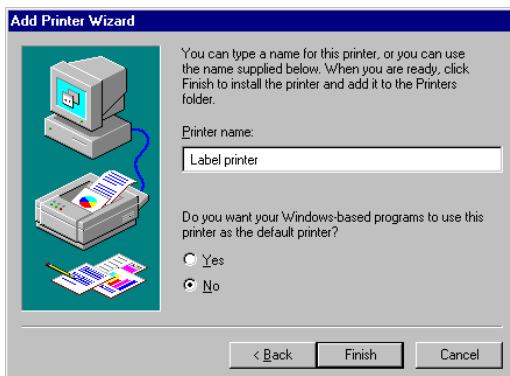 Add Printer Wizard
You can type a name for this printer, or you can use
the name supplied below. When you are ready, click
Finish to install the printer and add it to the Printers
folder.
Printer name:
Label printer
Do you want your Windows-based programs to use this
printer as the default printer?
Yes
No
< Back
Finish
Cancel